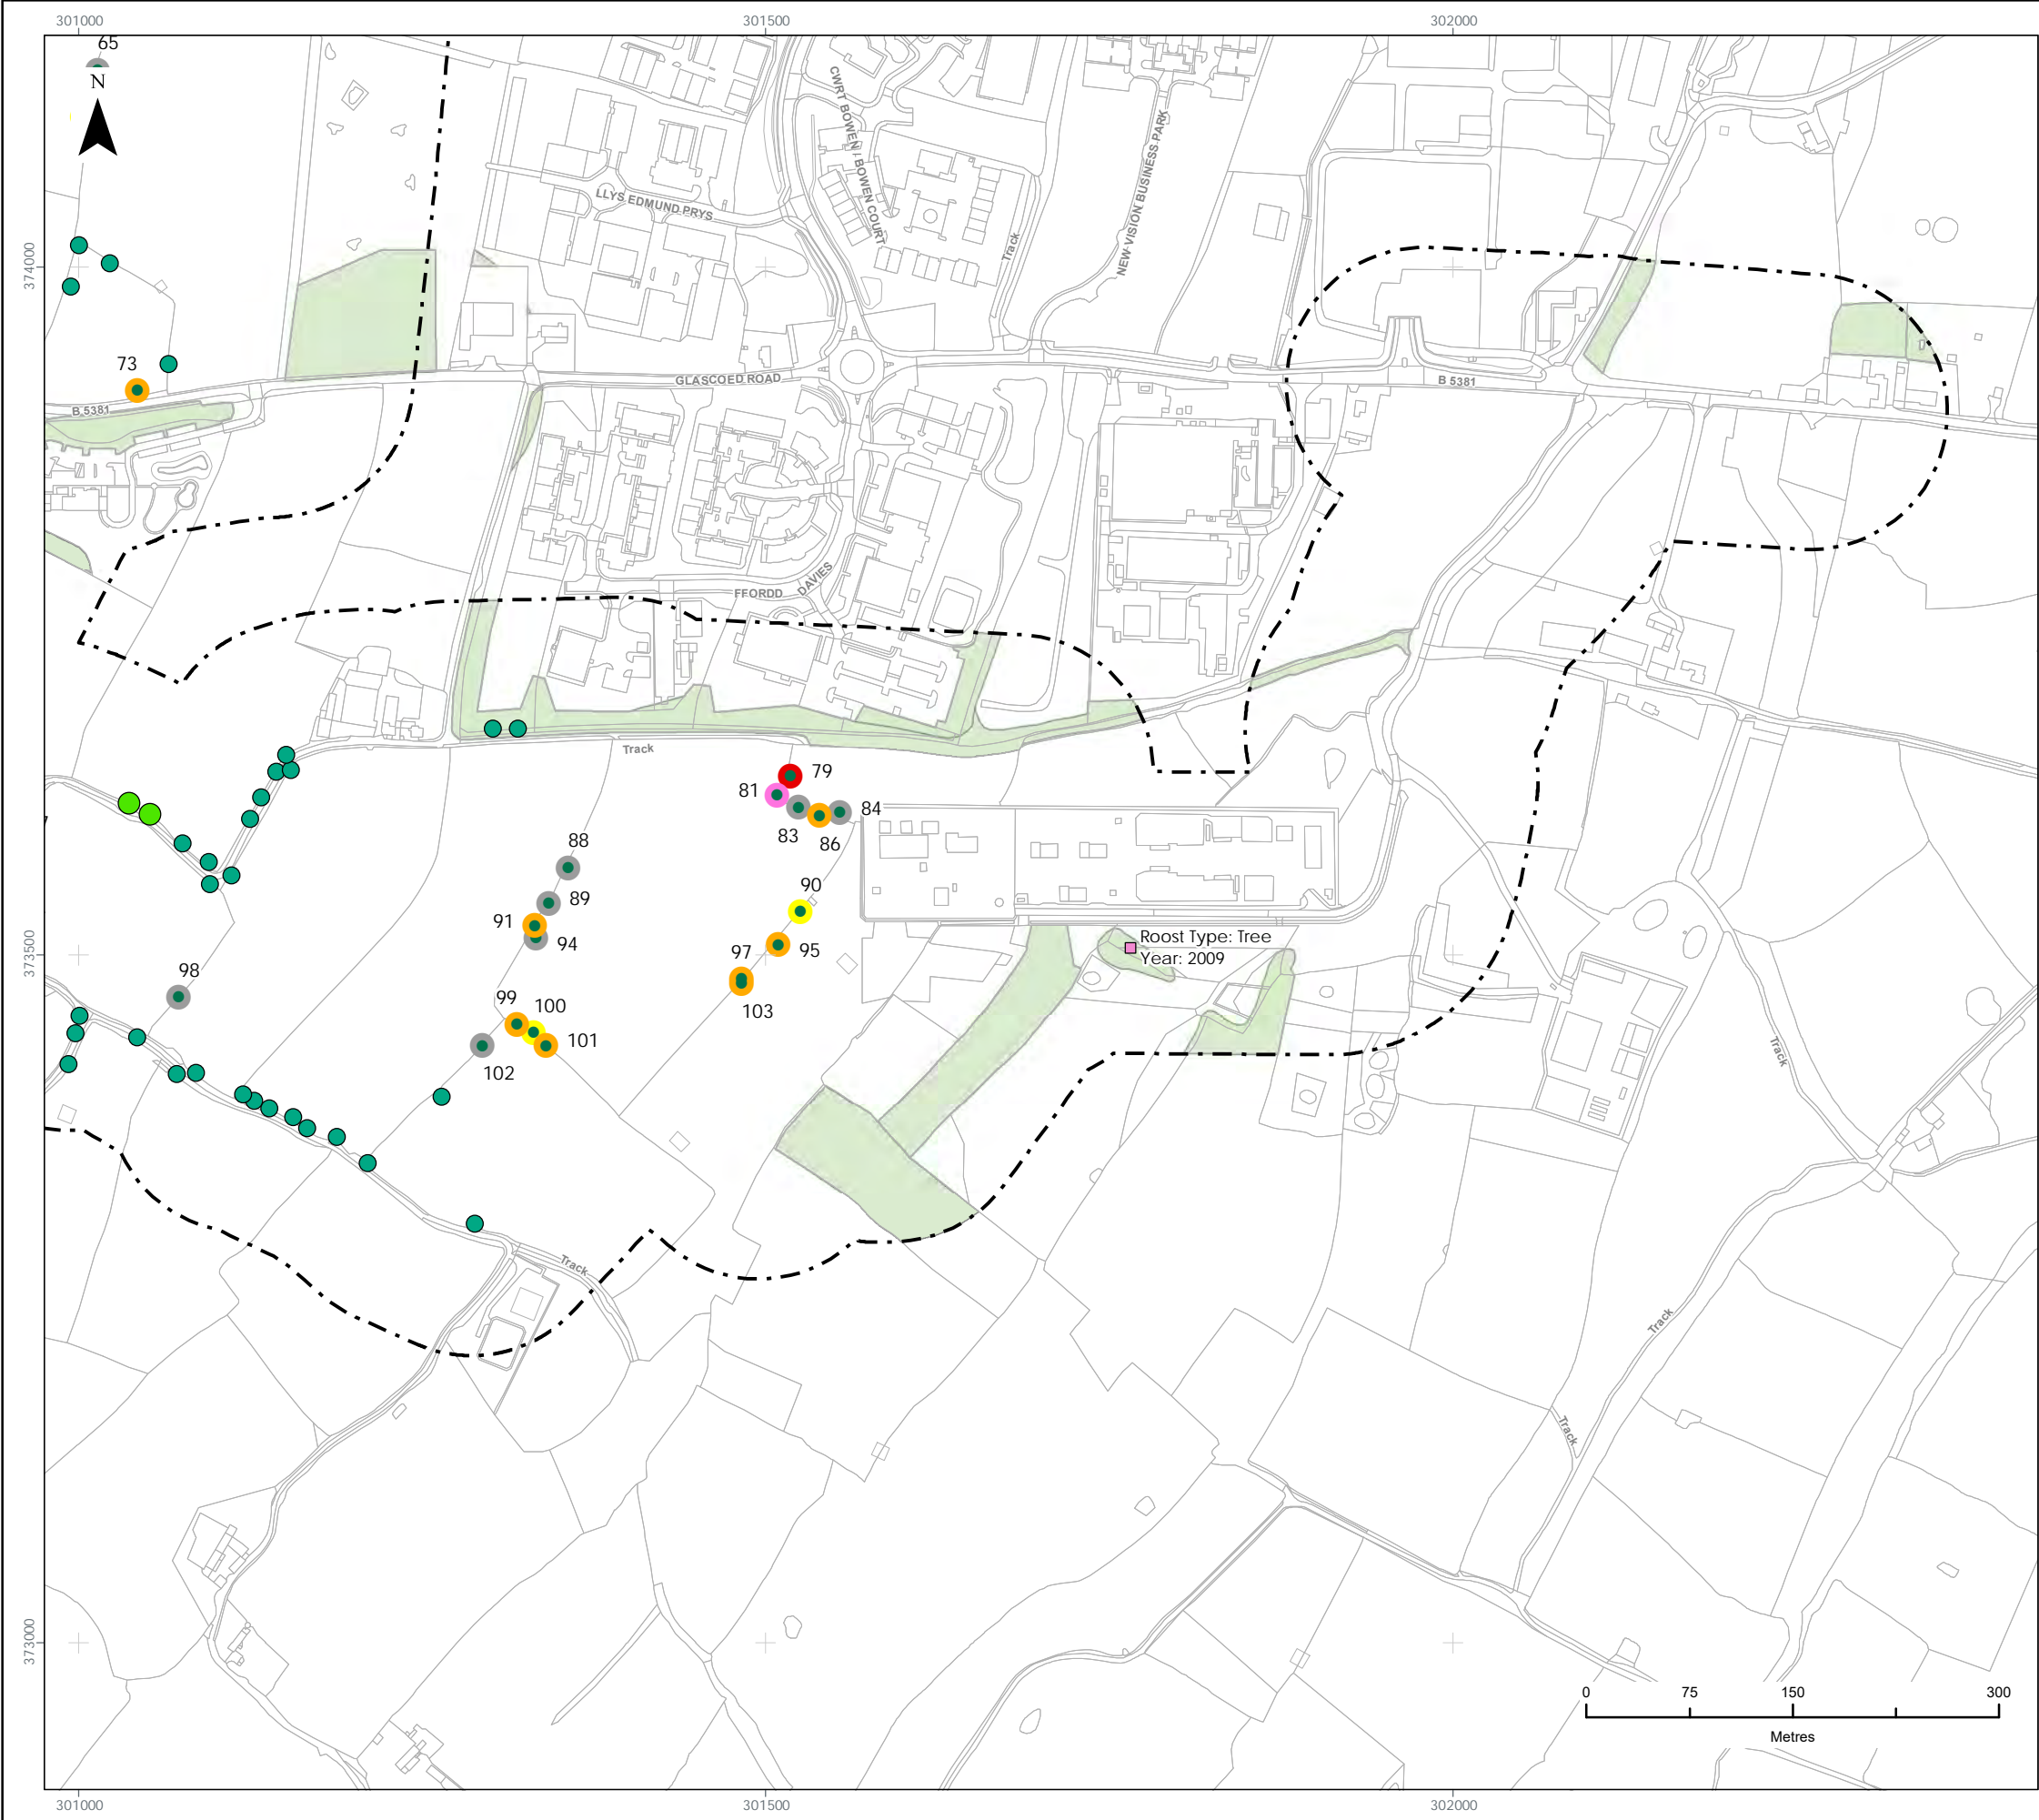 301000
301500
302000
65
N
CWRT BOWEN / BOWEN COURT
NEW VISION BUSINESS PARK
LLYS EDMUND PRYS
Track
374000
73
GLASCOED ROAD
B 5381
B 5381
FFORDD
DAVIES
Track
79
81
83
84
86
88
89
90
91
94
95
Roost Type: Tree
Year: 2009
373500
97
98
99
100
101
102
103
Track
Track
Track
Track
373000
0
75
150
300
Metres
301000
301500
302000